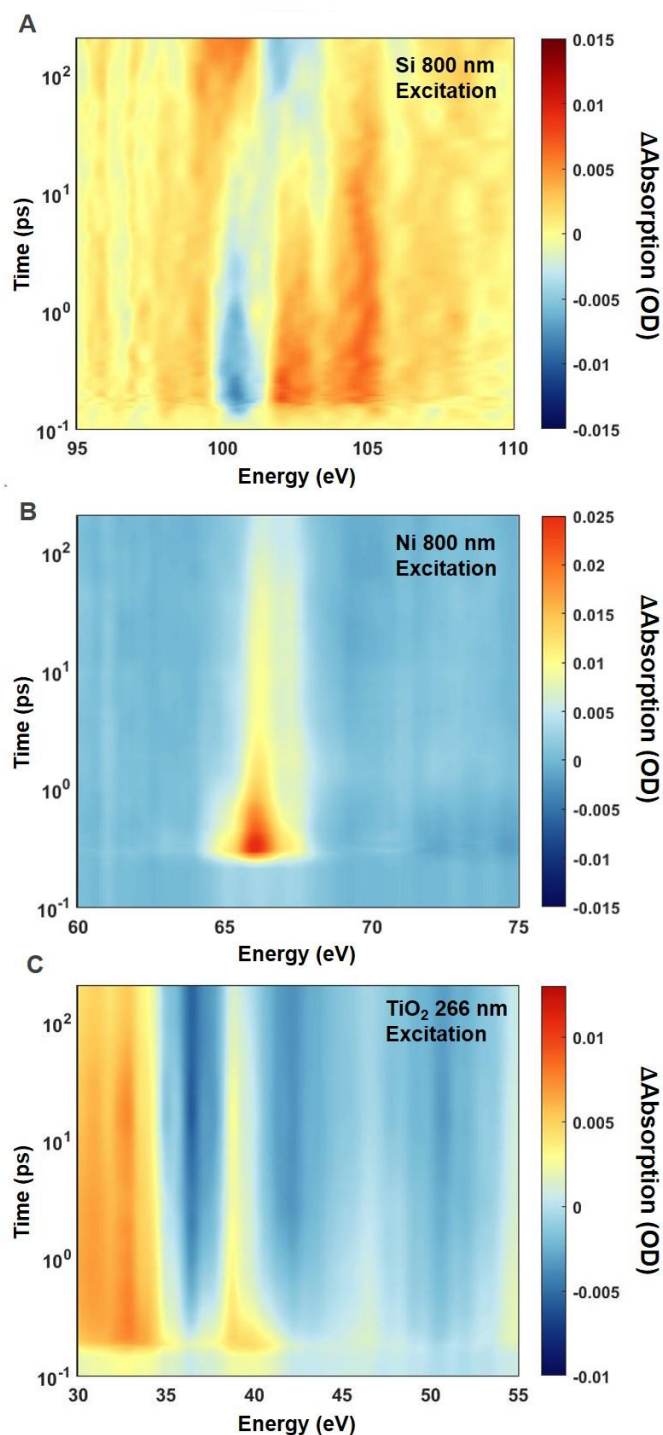 A
Si 800 nm
Excitation
10^2
10^1
10^0
10^-1
Time (ps)
95
100
105
110
Energy (eV)
0.015
0.01
0.005
0
-0.005
-0.01
-0.015
ΔAbsorption (OD)
B
Ni 800 nm
Excitation
10^2
10^1
10^0
10^-1
Time (ps)
60
65
70
75
Energy (eV)
0.025
0.02
0.015
0.01
0.005
0
-0.005
-0.01
-0.015
ΔAbsorption (OD)
C
TiO₂ 266 nm
Excitation
10^2
10^1
10^0
10^-1
Time (ps)
30
35
40
45
50
55
Energy (eV)
0.01
0.005
0
-0.005
-0.01
ΔAbsorption (OD)